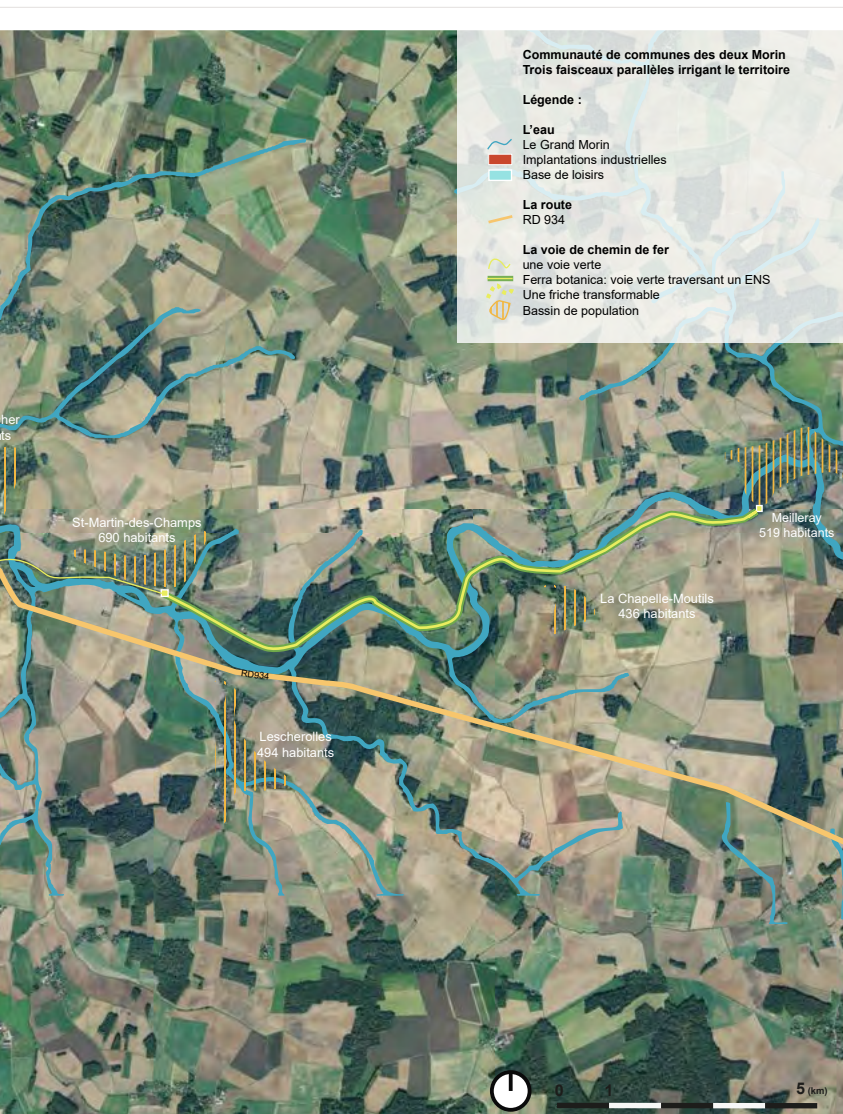 Communauté de communes des deux Morin
Trois faisceaux parallèles irrigant le territoire
Légende :
L'eau
Le Grand Morin
Implantations industrielles
Base de loisirs
La route
RD 934
La voie de chemin de fer
une voie verte
Ferra botanica: voie verte traversant un ENS
Une friche transformable
Bassin de population
St-Martin-des-Champs
690 habitants
Meilleray
519 habitants
La Chapelle-Moutils
436 habitants
RD934
Lescherolles
494 habitants
0 1 5 (km)